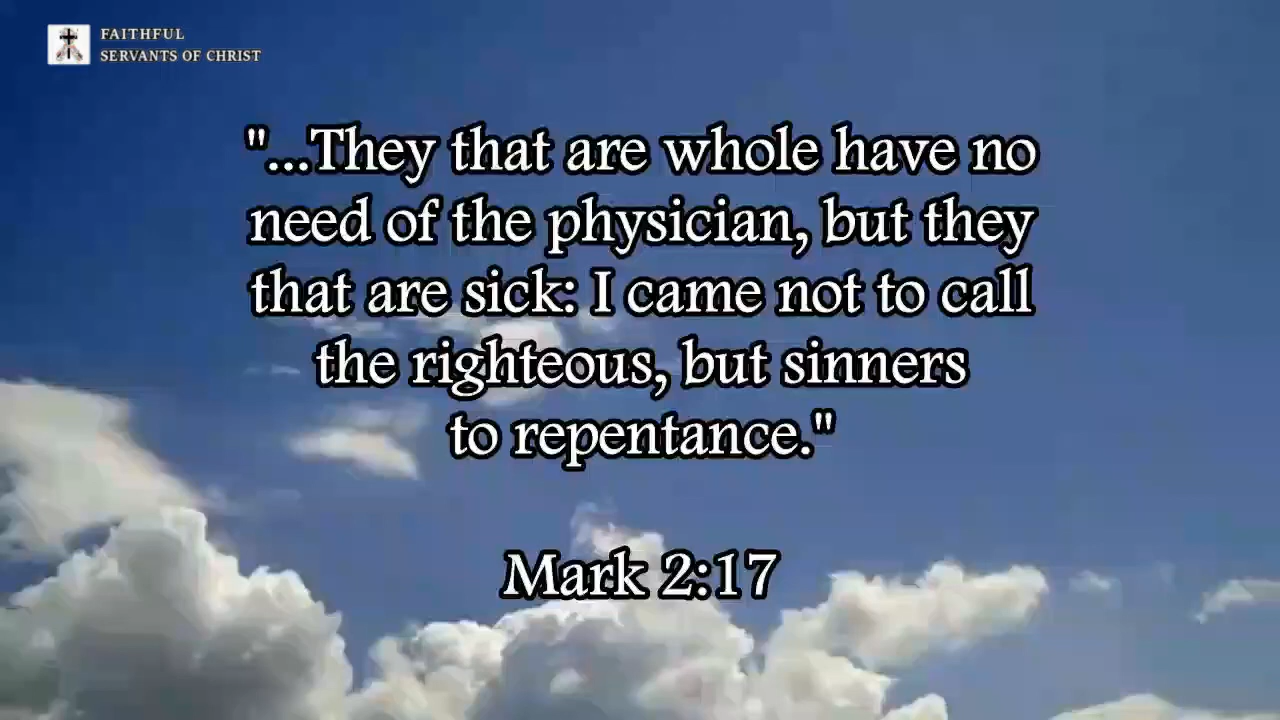 FAITHFUL
SERVANTS OF CHRIST
"...They that are whole have no
need of the physician, but they
that are sick: I came not to call
the righteous, but sinners
to repentance."
Mark 2:17